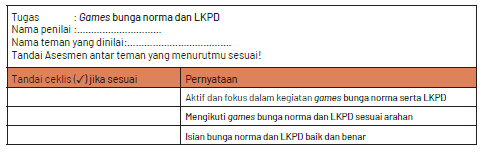 Tugas : Games bunga norma dan LKPD
Nama penilai :..............................
Nama teman yang dinilai:.....................................
Tandai Asesmen antar teman yang menurutmu sesuai!
Tandai ceklis (✓) jika sesuai Pernyataan
Aktif dan fokus dalam kegiatan games bunga norma serta LKPD
Mengikuti games bunga norma dan LKPD sesuai arahan
Isian bunga norma dan LKPD baik dan benar